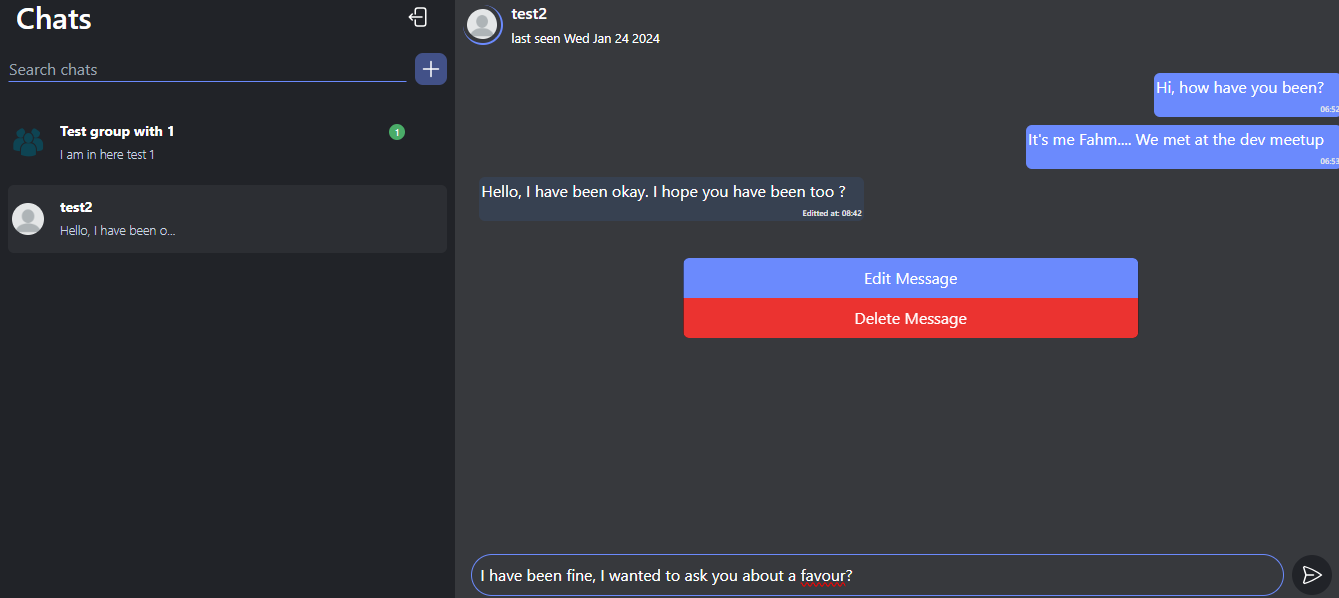 Chats
Search chats
Test group with 1
1
I am in here test 1
test2
Hello, I have been o...
test2
last seen Wed Jan 24 2024
Hi, how have you been?
06:52
It's me Fahm.... We met at the dev meetup
06:53
Hello, I have been okay. I hope you have been too ?
Editted at: 08:42
Edit Message
Delete Message
I have been fine, I wanted to ask you about a favour?